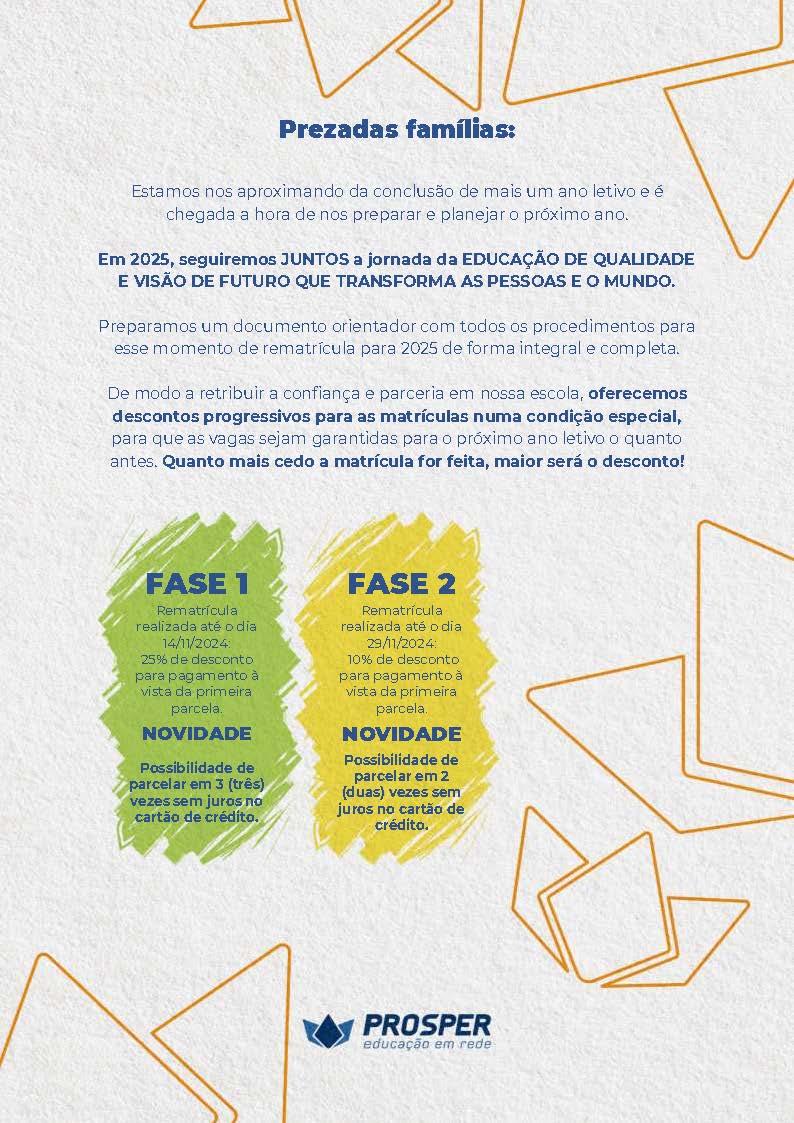 Prezadas famílias:
Estamos nos aproximando da conclusão de mais um ano letivo e é
chegada a hora de nos preparar e planejar o próximo ano.
Em 2025, seguiremos JUNTOS a jornada da EDUCAÇÃO DE QUALIDADE
E VISÃO DE FUTURO QUE TRANSFORMA AS PESSOAS E O MUNDO.
Preparamos um documento orientador com todos os procedimentos para
esse momento de rematrícula para 2025 de forma integral e completa.
De modo a retribuir a confiança e parceria em nossa escola, oferecemos
descontos progressivos para as matrículas numa condição especial,
para que as vagas sejam garantidas para o próximo ano letivo o quanto
antes. Quanto mais cedo a matrícula for feita, maior será o desconto!
FASE 1
Rematrícula
realizada até o dia
14/11/2024:
25% de desconto
para pagamento à
vista da primeira
parcela.
NOVIDADE
Possibilidade de
parcelar em 3 (três)
vezes sem juros no
cartão de crédito.
FASE 2
Rematrícula
realizada até o dia
29/11/2024:
10% de desconto
para pagamento à
vista da primeira
parcela.
NOVIDADE
Possibilidade de
parcelar em 2
(duas) vezes sem
juros no cartão de
crédito.
PROSPER
educação em rede